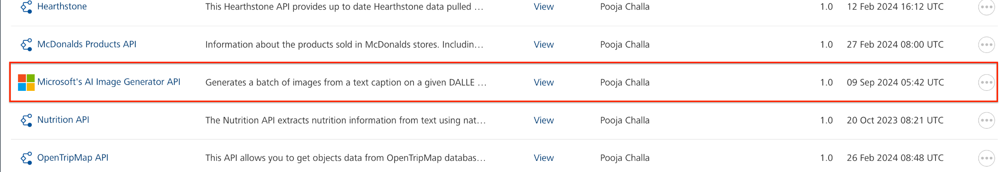 Hearthstone This Hearthstone API provides up to date Hearthstone data pulled … View Pooja Challa 1.0 12 Feb 2024 16:12 UTC
McDonalds Products API Information about the products sold in McDonalds stores. Includin… View Pooja Challa 1.0 27 Feb 2024 08:00 UTC
Microsoft's AI Image Generator API Generates a batch of images from a text caption on a given DALLE … View Pooja Challa 1.0 09 Sep 2024 05:42 UTC
Nutrition API The Nutrition API extracts nutrition information from text using nat… View Pooja Challa 1.0 20 Oct 2023 08:21 UTC
OpenTripMap API This API allows you to get objects data from OpenTripMap databas… View Pooja Challa 1.0 26 Feb 2024 08:48 UTC